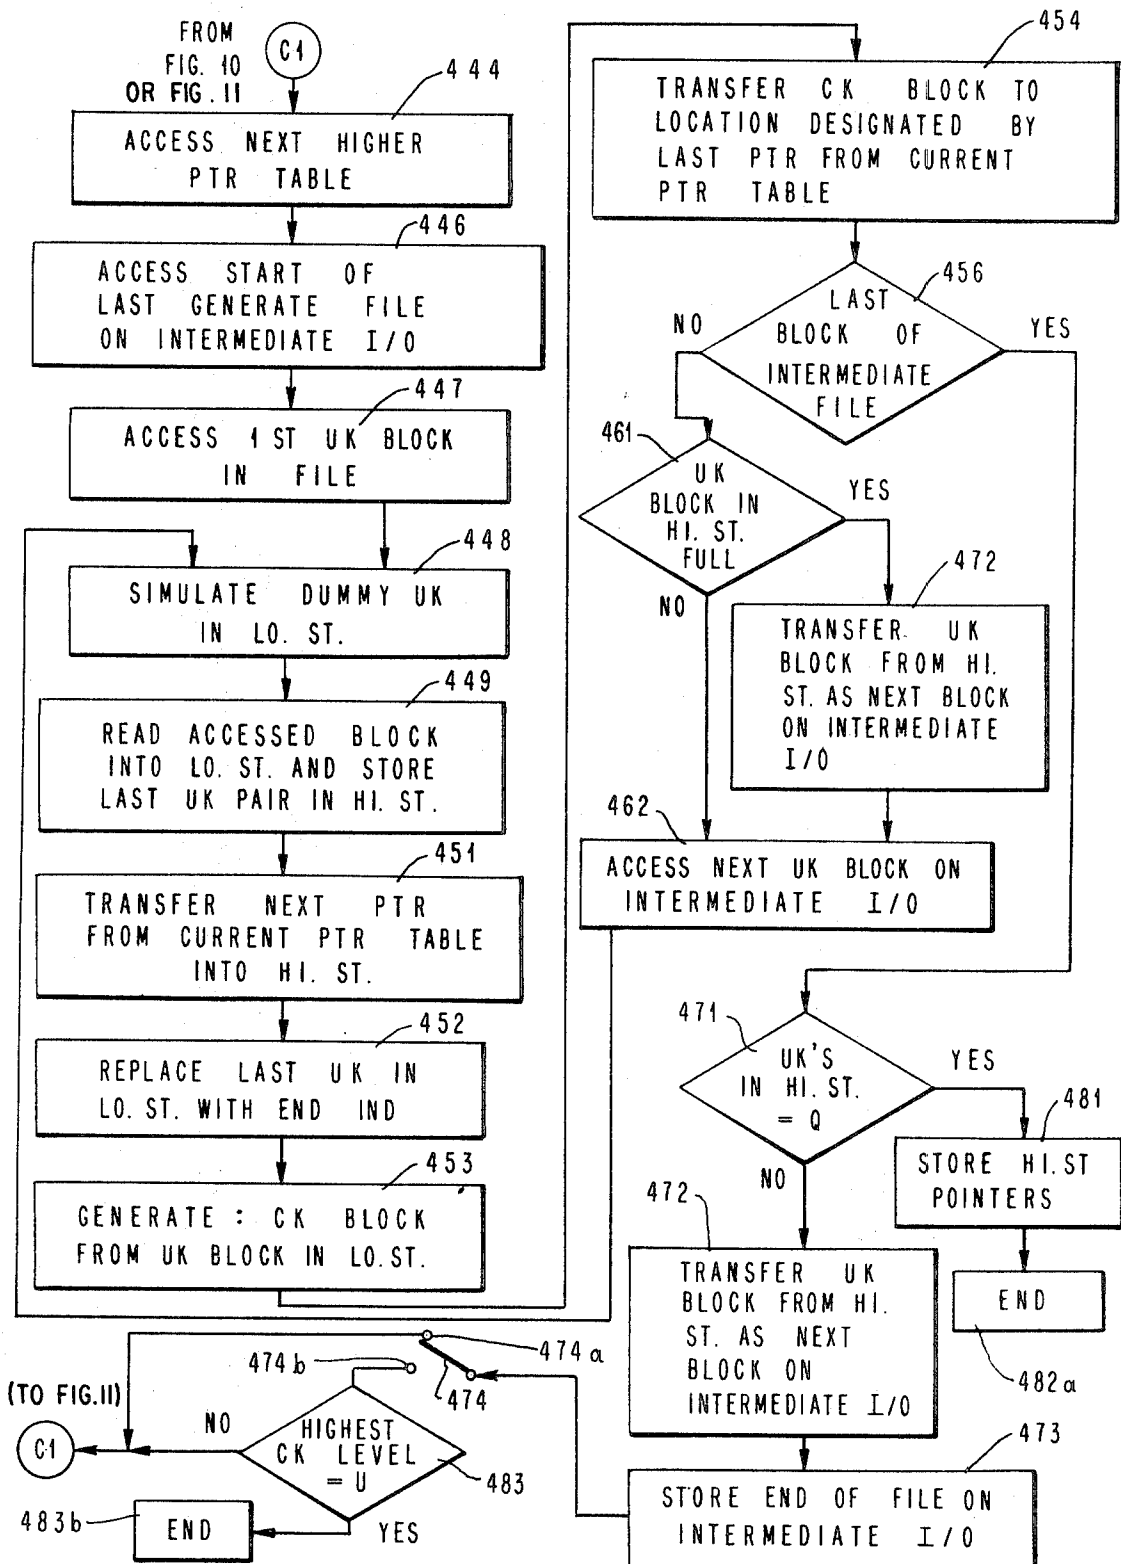 FROM
FIG. 10
OR FIG. 11
C1
444
ACCESS NEXT HIGHER
PTR TABLE
446
ACCESS START OF
LAST GENERATE FILE
ON INTERMEDIATE I/O
447
ACCESS 1ST UK BLOCK
IN FILE
448
SIMULATE DUMMY UK
IN LO. ST.
449
READ ACCESSED BLOCK
INTO LO. ST. AND STORE
LAST UK PAIR IN HI. ST.
451
TRANSFER NEXT PTR
FROM CURRENT PTR TABLE
INTO HI. ST.
452
REPLACE LAST UK IN
LO. ST. WITH END IND
453
GENERATE : CK BLOCK
FROM UK BLOCK IN LO. ST.
454
TRANSFER CK BLOCK TO
LOCATION DESIGNATED BY
LAST PTR FROM CURRENT
PTR TABLE
456
LAST
BLOCK OF
INTERMEDIATE
FILE
NO
YES
461
UK
BLOCK IN
HI. ST.
FULL
YES
NO
472
TRANSFER UK
BLOCK FROM HI.
ST. AS NEXT BLOCK
ON INTERMEDIATE
I/O
462
ACCESS NEXT UK BLOCK ON
INTERMEDIATE I/O
471
UK'S
IN HI. ST.
= Q
YES
NO
481
STORE HI. ST
POINTERS
END
482a
472
TRANSFER UK
BLOCK FROM HI.
ST. AS NEXT
BLOCK ON
INTERMEDIATE I/O
473
STORE END OF FILE ON
INTERMEDIATE I/O
474a
474b
474
(TO FIG.11)
C1
NO
HIGHEST
CK LEVEL
= U
483
YES
483b
END